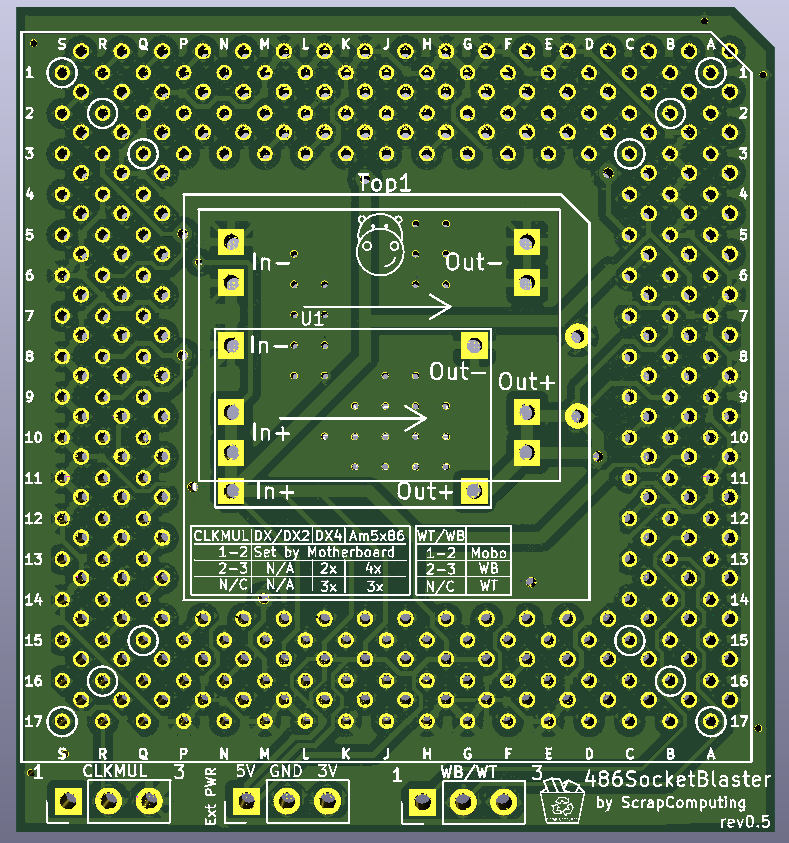 S R Q P N M L K J H G F E D C B A
1 1
2 2
3 3
4 4
Top1
5 5
In- Out-
6 6
7 7
U1
In-
8 8
Out-
Out+
9 9
In+
10 10
11 11
In+ Out+
12 12
CLKMUL DX/DX2 DX4 Am5x86 WT/WB
1-2 Set by Motherboard 1-2 Mobo
13 13
2-3 N/A 2x 4x 2-3 WB
N/C N/A 3x 3x N/C WT
14 14
15 15
16 16
17 17
S R Q P N M L K J H G F E D C B A
1 CLKMUL 3 5V GND 3V 1 WB/WT 3
Ext PWR
486SocketBlaster
by ScrapComputing
rev0.5